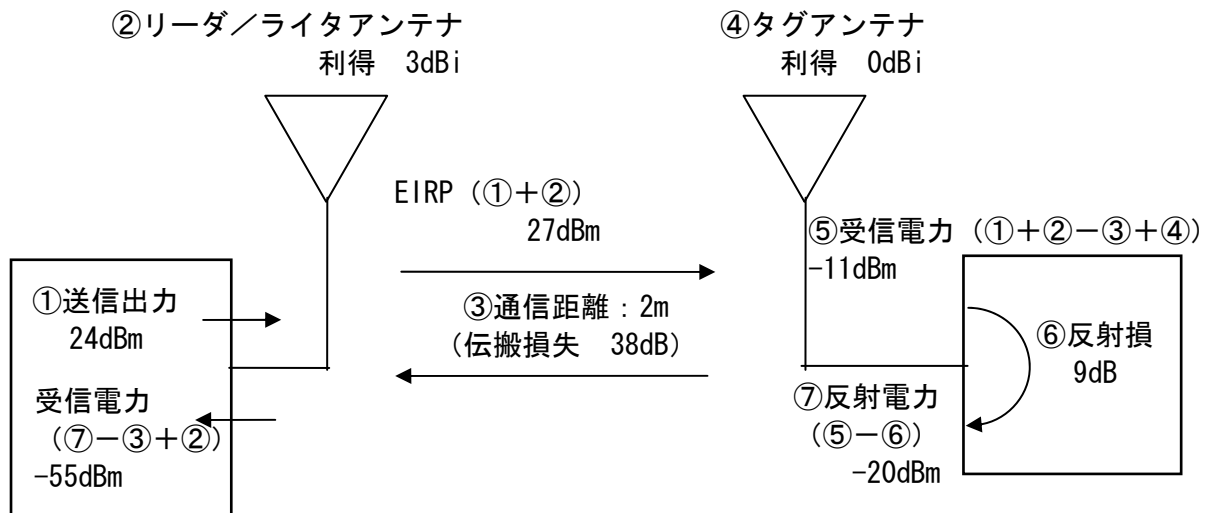 ②リーダ／ライタアンテナ
利得　3dBi
④タグアンテナ
利得　0dBi
EIRP（①＋②）
27dBm
⑤受信電力（①＋②－③＋④）
-11dBm
①送信出力
24dBm
③通信距離：2m
（伝搬損失　38dB）
⑥反射損
9dB
受信電力
（⑦－③＋②）
-55dBm
⑦反射電力
（⑤－⑥）
-20dBm